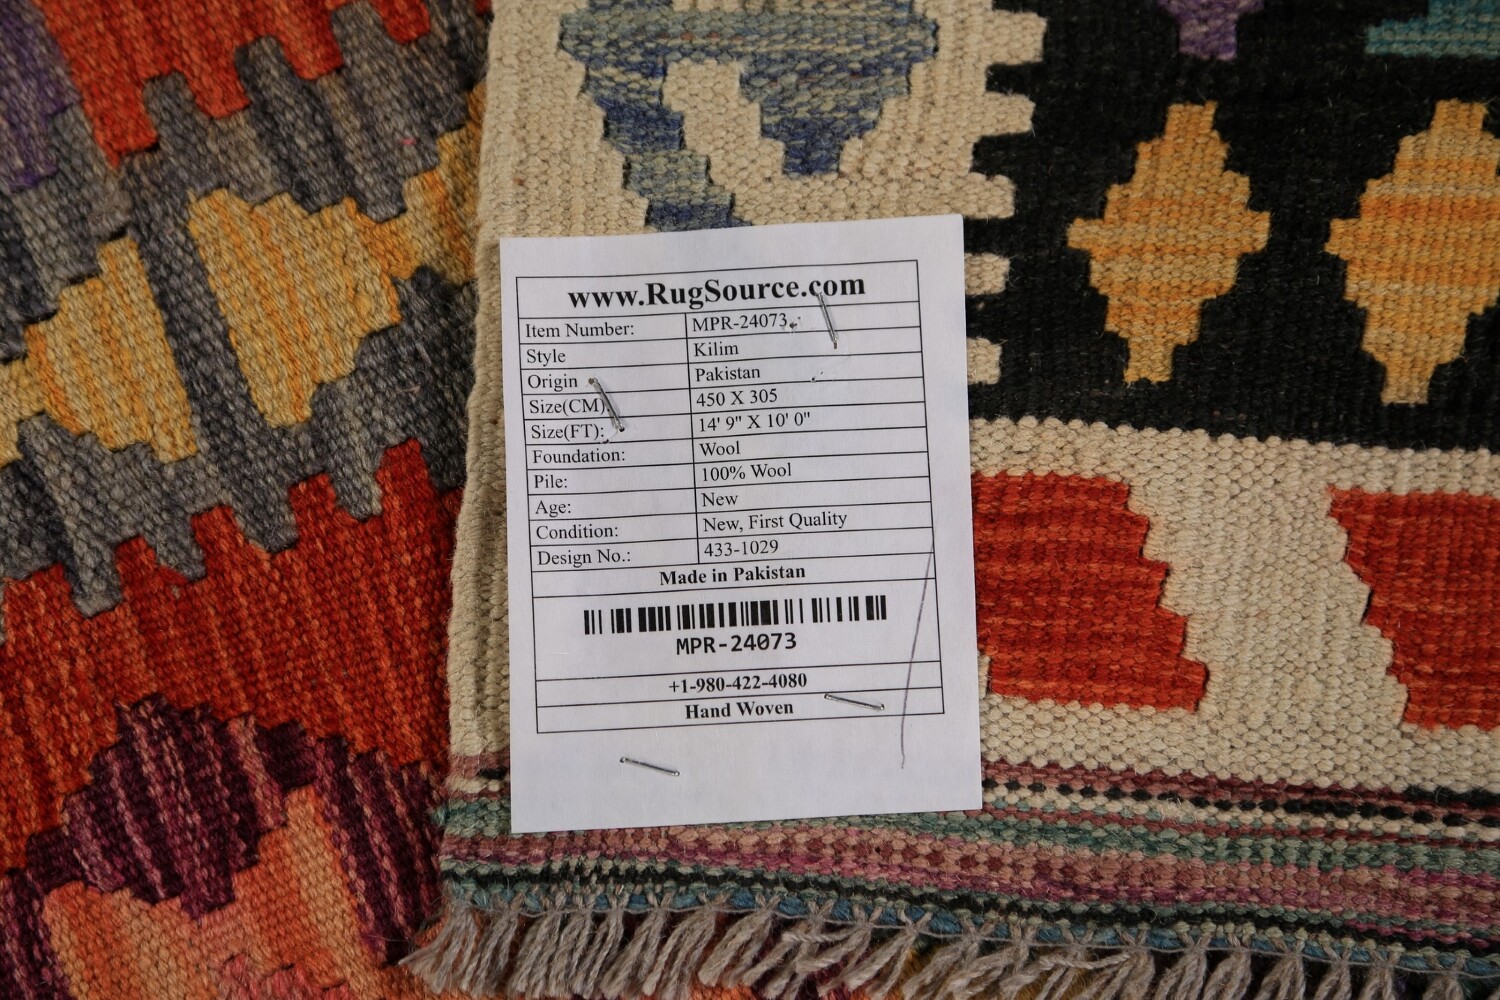 www.RugSource.com
Item Number: MPR-24073
Style Kilim
Origin Pakistan
Size(CM) 450 X 305
Size(FT): 14' 9" X 10' 0"
Foundation: Wool
Pile: 100% Wool
Age: New
Condition: New, First Quality
Design No.: 433-1029
Made in Pakistan
MPR-24073
+1-980-422-4080
Hand Woven